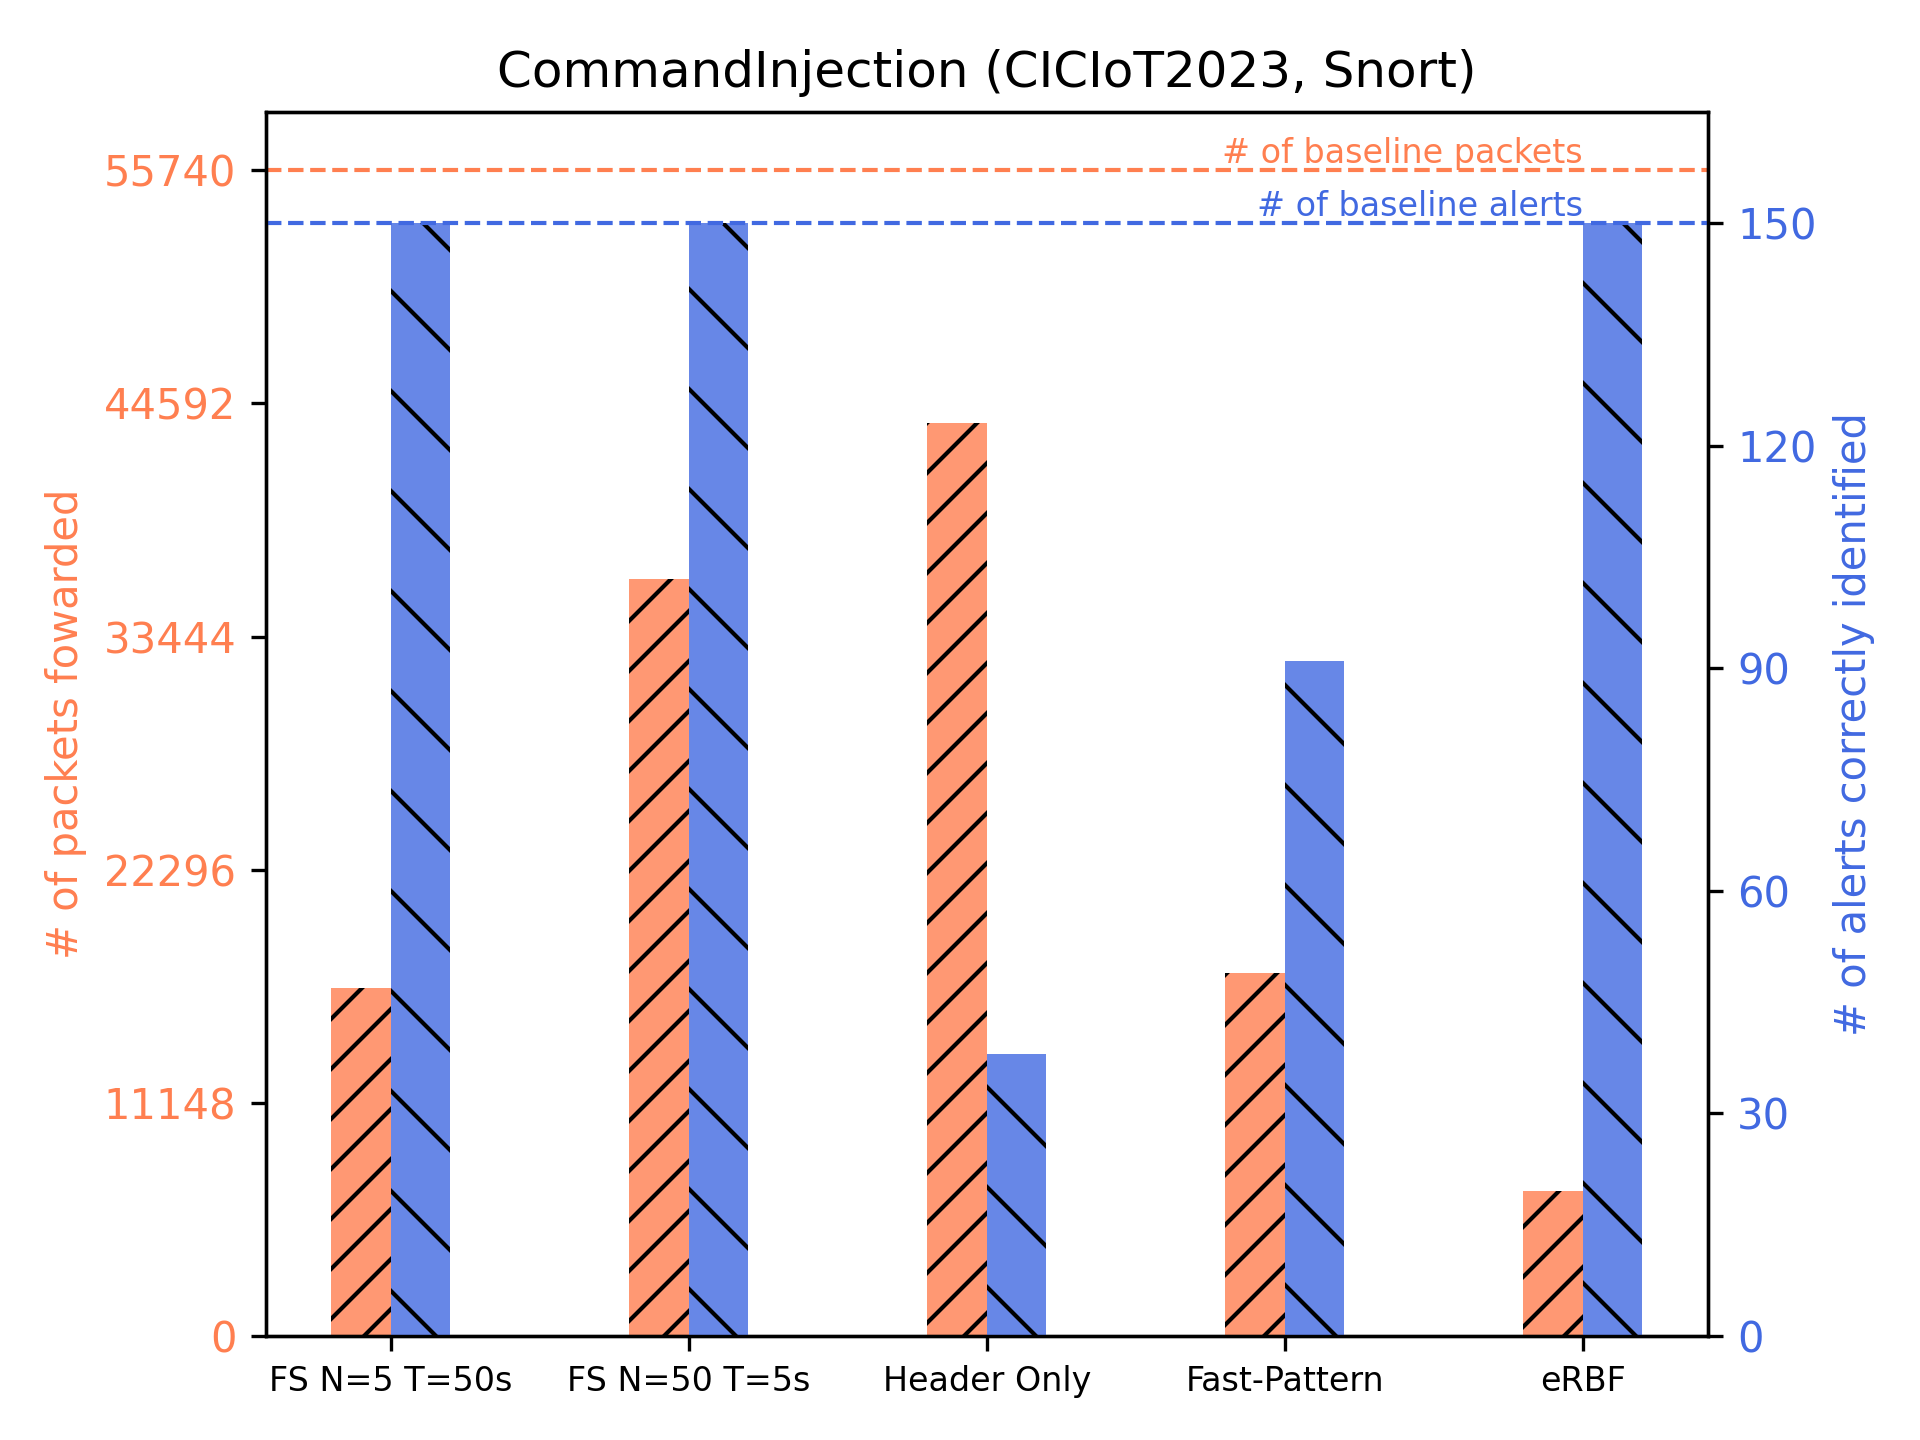 CommandInjection (CICIoT2023, Snort)
# of baseline packets
# of baseline alerts
# of packets fowarded
55740
44592
33444
22296
11148
0
150
120
90
60
30
0
# of alerts correctly identified
FS N=5 T=50s
FS N=50 T=5s
Header Only
Fast-Pattern
eRBF